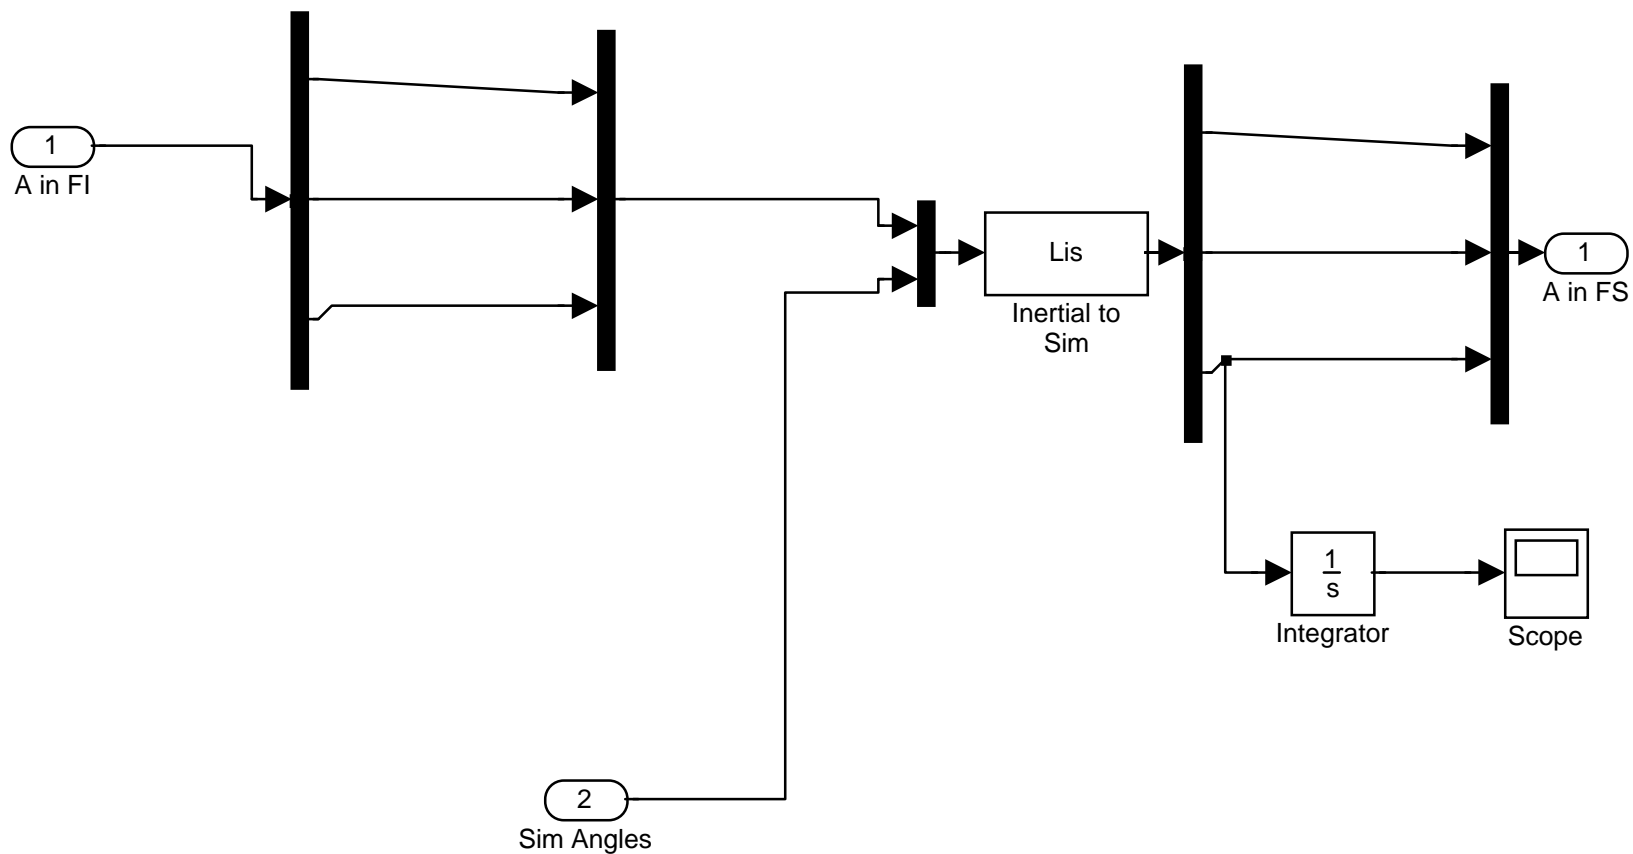 1
A in FI
Lis
Inertial to
Sim
1
A in FS
1
s
Integrator
Scope
2
Sim Angles